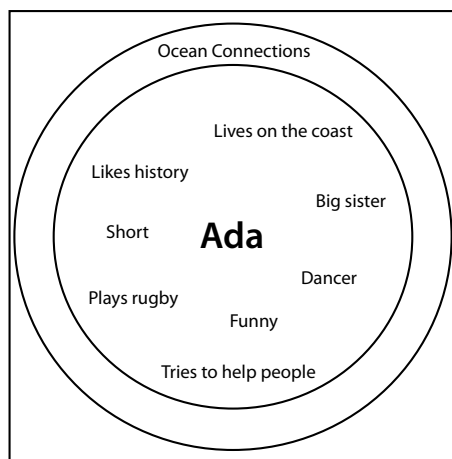 Ocean Connections
Lives on the coast
Likes history
Big sister
Short
Ada
Dancer
Plays rugby
Funny
Tries to help people